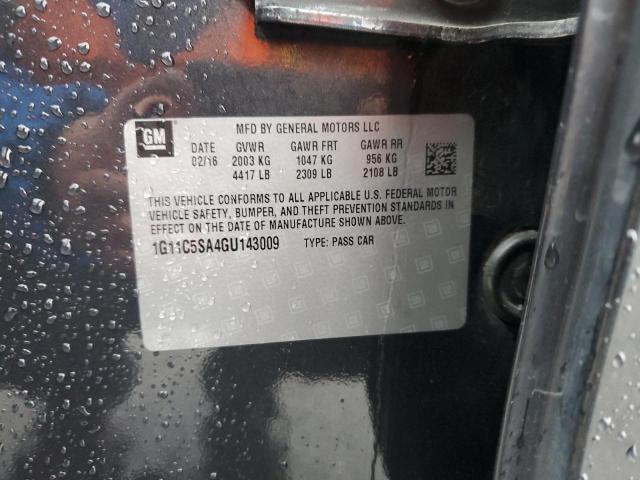 GM
MFD BY GENERAL MOTORS LLC
DATE GVWR GAWR FRT GAWR RR
02/16 2003 KG 1047 KG 956 KG
4417 LB 2309 LB 2108 LB
THIS VEHICLE CONFORMS TO ALL APPLICABLE U.S. FEDERAL MOTOR
VEHICLE SAFETY, BUMPER, AND THEFT PREVENTION STANDARDS IN
EFFECT ON THE DATE OF MANUFACTURE SHOWN ABOVE.
1G11C5SA4GU143009 TYPE: PASS CAR